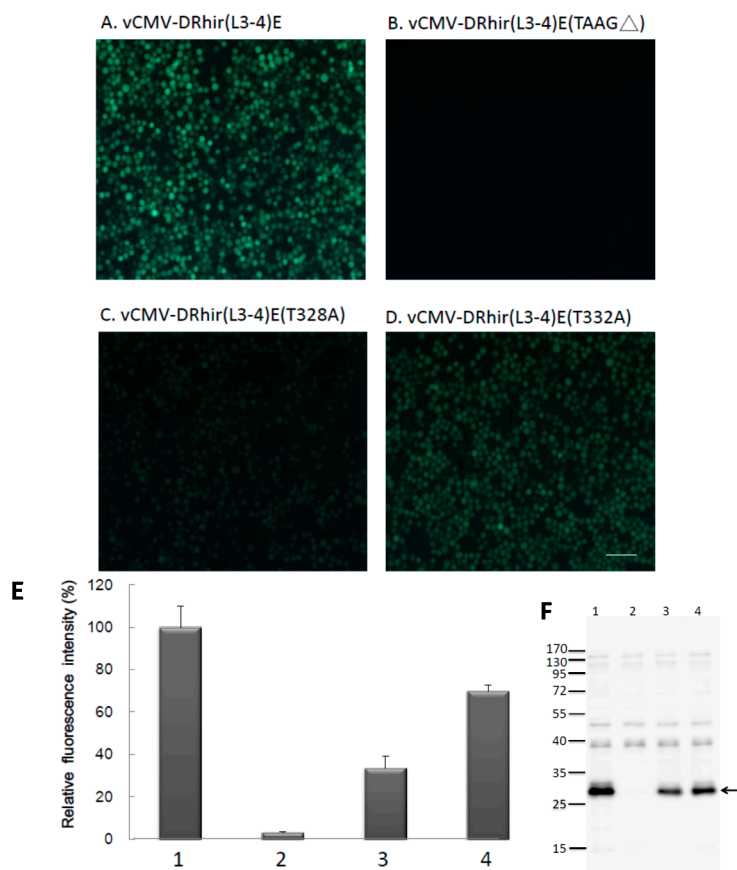 A. vCMV-DRhir(L3-4)E
B. vCMV-DRhir(L3-4)E(TAAG△)
C. vCMV-DRhir(L3-4)E(T328A)
D. vCMV-DRhir(L3-4)E(T332A)
E
Relative fluorescence intensity (%)
120
100
80
60
40
20
0
1 2 3 4
F
1 2 3 4
170
130
95
72
55
40
35
25
15